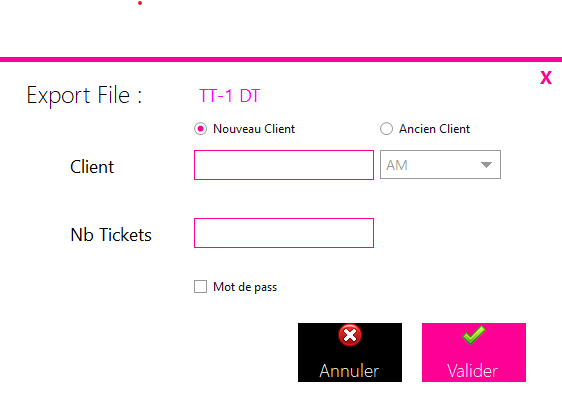 X
Export File : TT-1 DT
Nouveau Client Ancien Client
Client AM
Nb Tickets
Mot de pass
Annuler Valider